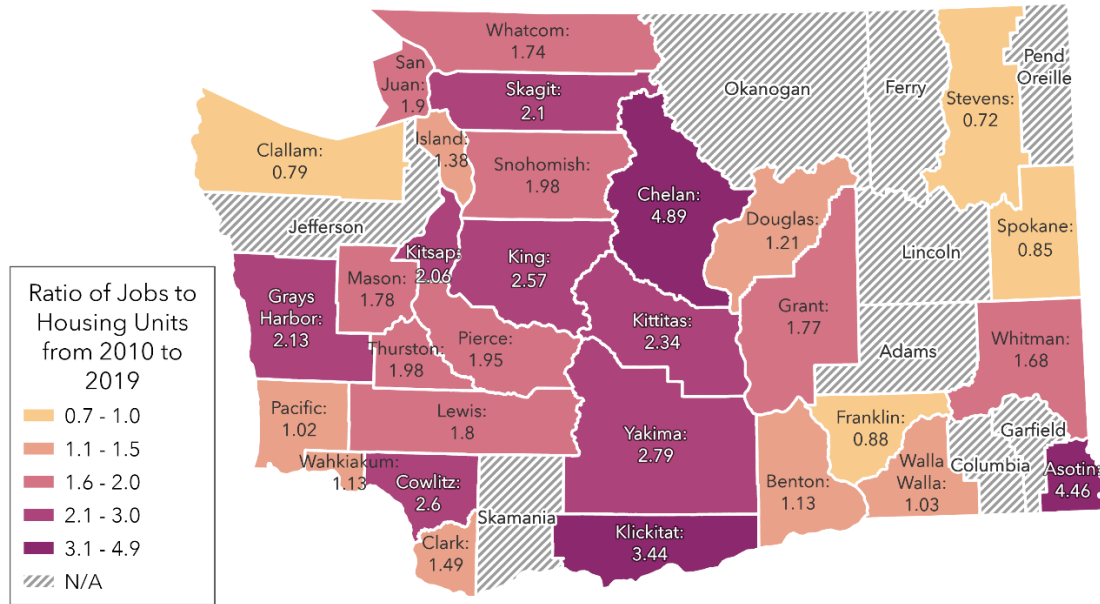 Whatcom:
1.74
San
Juan:
1.9
Skagit:
2.1
Okanogan
Ferry
Pend
Oreille
Stevens:
0.72
Clallam:
0.79
Island:
1.38
Snohomish:
1.98
Chelan:
4.89
Douglas:
1.21
Jefferson
Lincoln
Spokane:
0.85
Kitsap:
2.06
King:
2.57
Mason:
1.78
Grays
Harbor:
2.13
Kittitas:
2.34
Grant:
1.77
Adams
Whitman:
1.68
Thurston:
1.98
Pierce:
1.95
Pacific:
1.02
Lewis:
1.8
Yakima:
2.79
Franklin:
0.88
Garfield
Columbia
Asotin:
4.46
Walla
Walla:
1.03
Benton:
1.13
Wahkiakum:
1.13
Cowlitz:
2.6
Skamania
Klickitat:
3.44
Clark:
1.49
Ratio of Jobs to
Housing Units
from 2010 to
2019
0.7 - 1.0
1.1 - 1.5
1.6 - 2.0
2.1 - 3.0
3.1 - 4.9
N/A